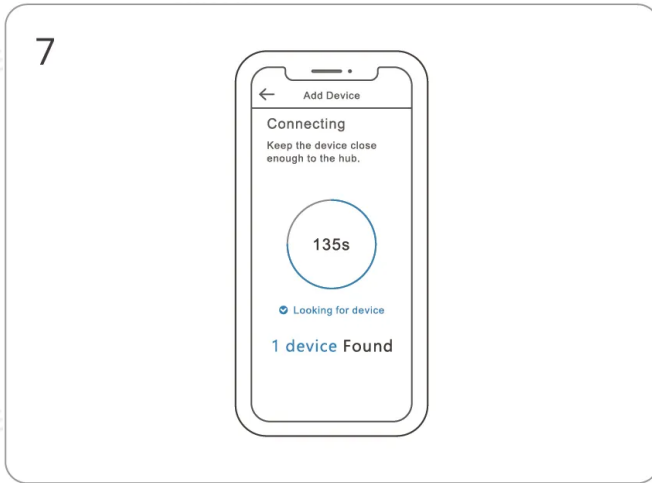 7
Add Device
Connecting
Keep the device close
enough to the hub.
135s
Looking for device
1 device Found